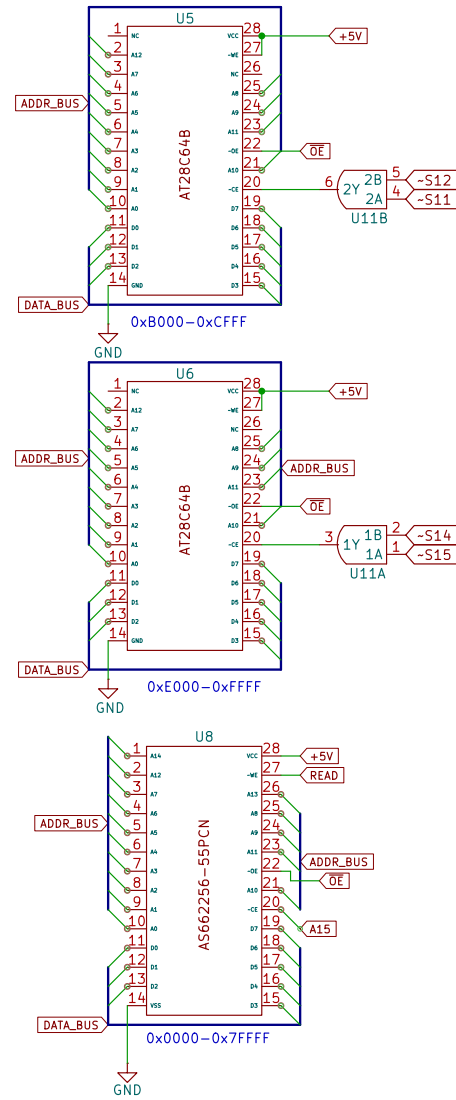 U5
1 NC VCC 28 +5V
2 A12 -WE 27
3 A7 NC 26
4 A6 A8 25
ADDR_BUS
5 A5 A9 24
6 A4 A11 23
7 A3 -OE 22 OE
8 A2 A10 21
9 A1 -CE 20 6 2Y 2B 5 ~S12
2A 4 ~S11
10 A0 D7 19
U11B
11 D0 D6 18
12 D1 D5 17
13 D2 D4 16
14 GND D3 15
AT28C64B
DATA_BUS
0xB000-0xCFFF
GND
U6
1 NC VCC 28 +5V
2 A12 -WE 27
3 A7 NC 26
4 A6 A8 25
ADDR_BUS
5 A5 A9 24 ADDR_BUS
6 A4 A11 23
7 A3 -OE 22 OE
8 A2 A10 21
9 A1 -CE 20 3 1Y 1B 2 ~S14
1A 1 ~S15
10 A0 D7 19
U11A
11 D0 D6 18
12 D1 D5 17
13 D2 D4 16
14 GND D3 15
AT28C64B
DATA_BUS
0xE000-0xFFFF
GND
U8
1 A14 VCC 28 +5V
2 A12 -WE 27 READ
3 A7 A13 26
4 A6 A8 25
ADDR_BUS
5 A5 A9 24
6 A4 A11 23 ADDR_BUS
7 A3 -OE 22 OE
8 A2 A10 21
9 A1 -CE 20 A15
10 A0 D7 19
11 D0 D6 18
12 D1 D5 17
13 D2 D4 16
14 VSS D3 15
AS662256-55PCN
DATA_BUS
0x0000-0x7FFFF
GND